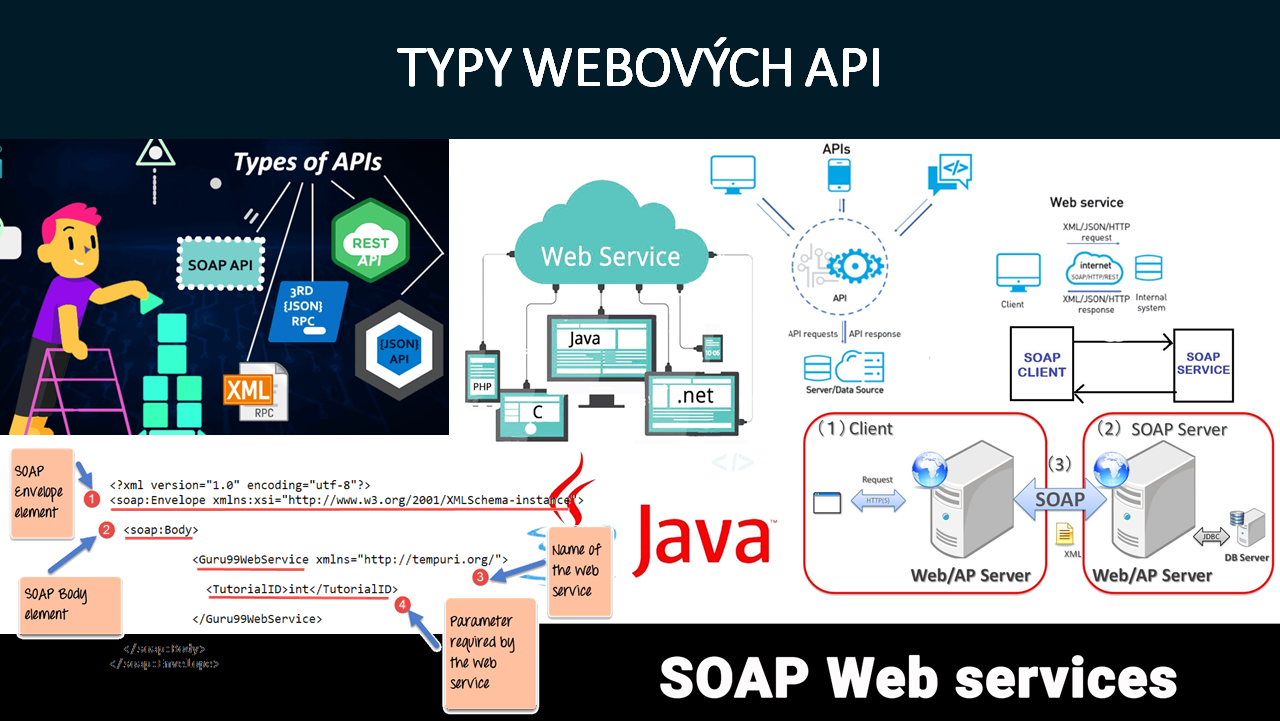 TYPY WEBOVÝCH API
Types of APIs
SOAP API
REST
API
3RD
{JSON}
RPC
{JSON}
API
XML
RPC
Web Service
Java
PHP
C
.net
APIs
API
API requests
API response
Server/Data Source
Web service
XML/JSON/HTTP
request
internet
SOAP/HTTP/REST
XML/JSON/HTTP
response
Client
Internal
system
SOAP
CLIENT
SOAP
SERVICE
(1) Client
Request
HTTP(S)
Web/AP Server
(3)
SOAP
XML
(2) SOAP Server
JDBC
DB Server
Web/AP Server
SOAP
Envelope
element
1
<?xml version="1.0" encoding="utf-8"?>
<soap:Envelope xmlns:xsi="http://www.w3.org/2001/XMLSchema-instance">
2
<soap:Body>
<Guru99WebService xmlns="http://tempuri.org/">
3
<TutorialID>int</TutorialID>
4
</Guru99WebService>
</soap:Body>
</soap:Envelope>
SOAP Body
element
Name of
the web
service
Parameter
required by
the web
service
</>
Java™
SOAP Web services